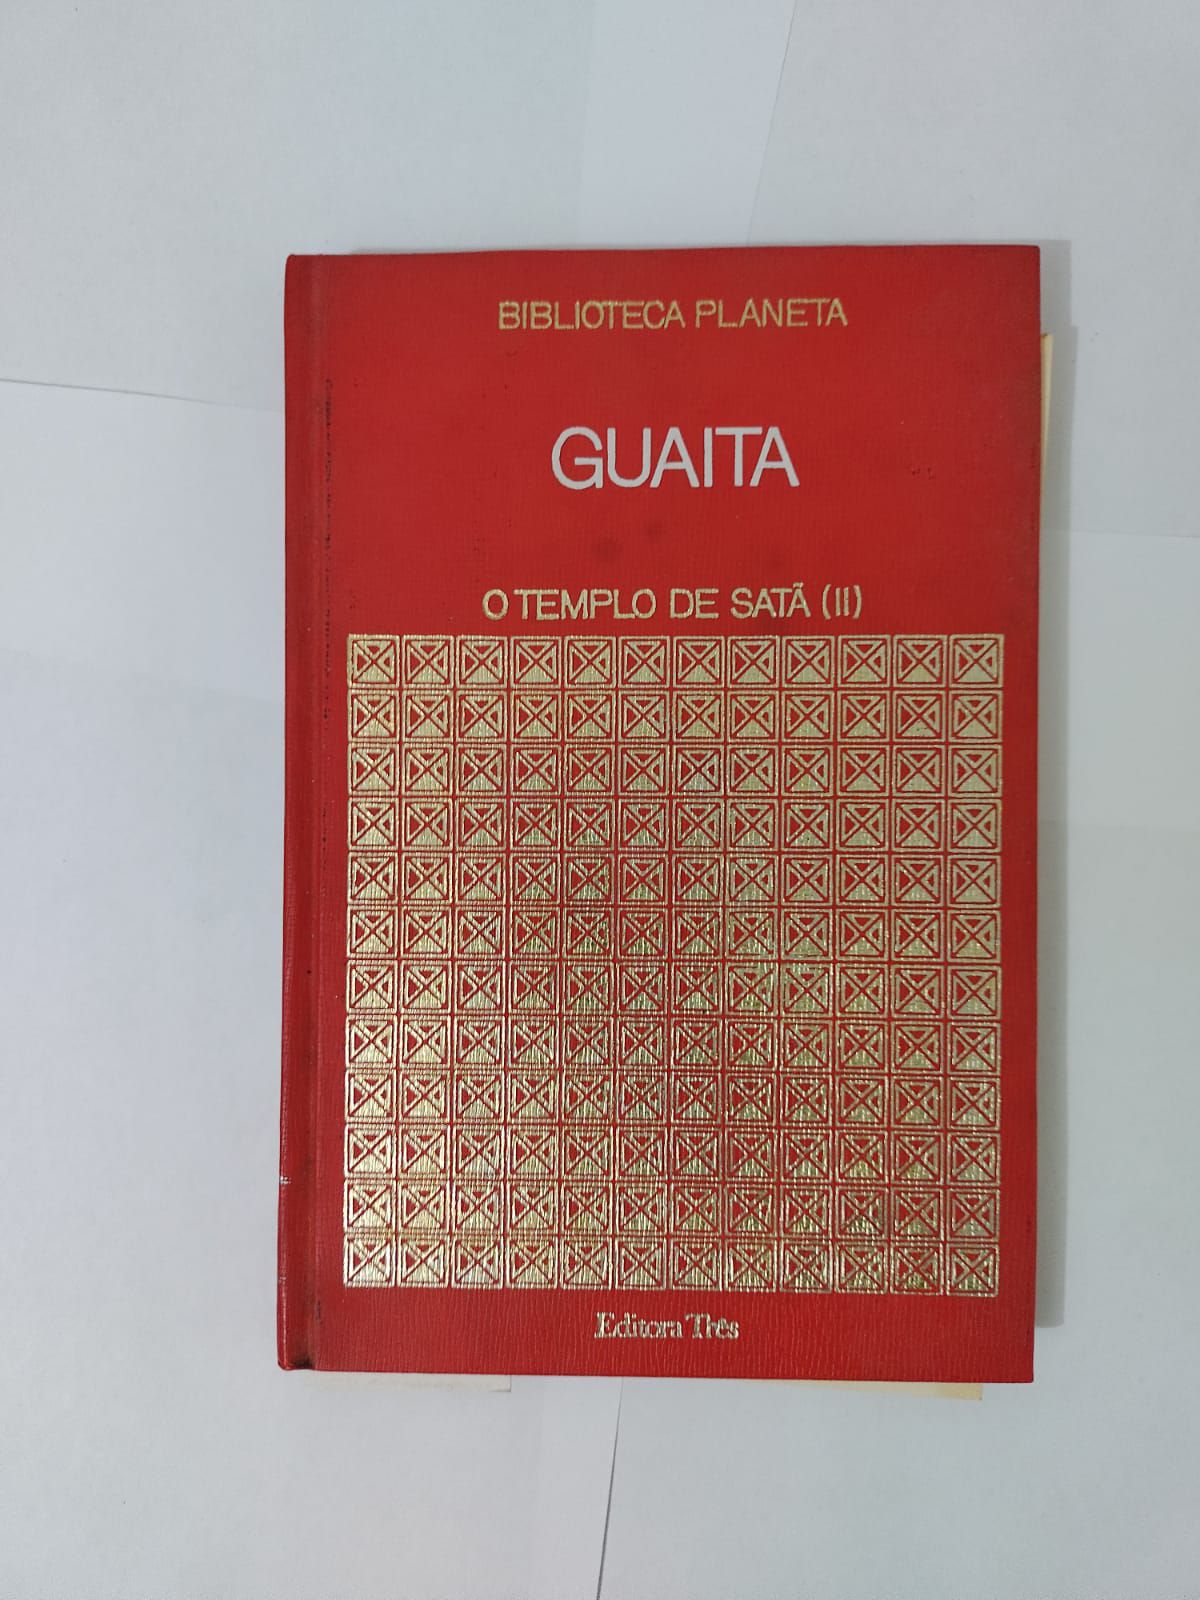 BIBLIOTECA PLANETA
GUAITA
O TEMPLO DE SATÃ (II)
Editora Três